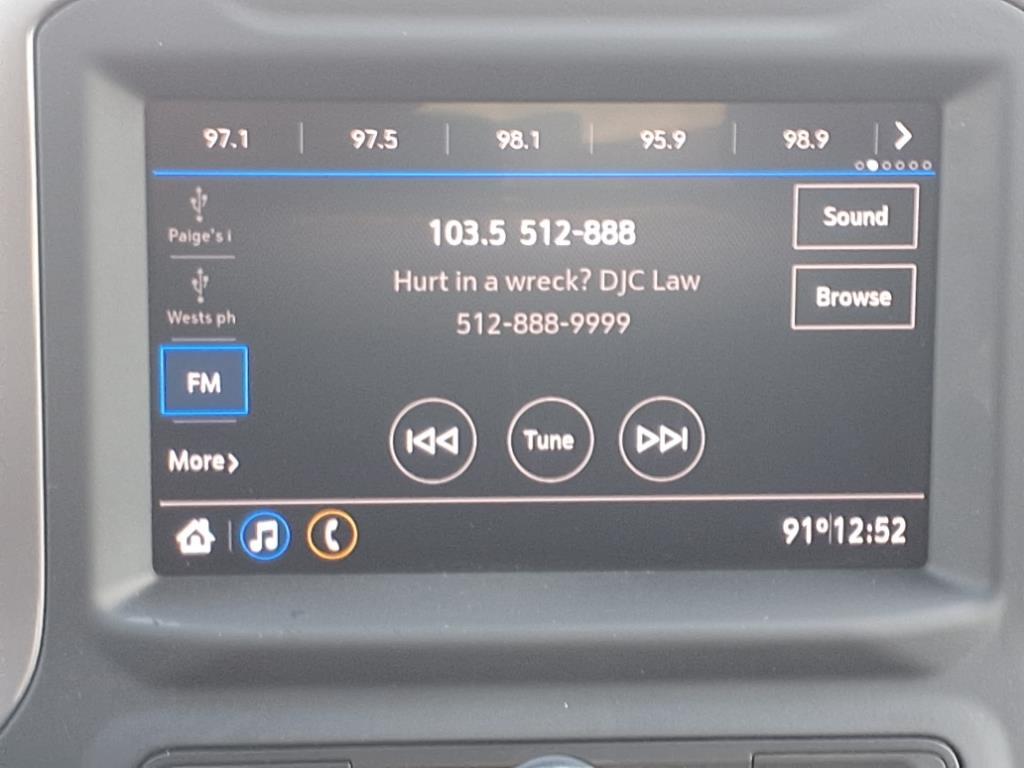 97.1 97.5 98.1 95.9 98.9
Paige's i
Wests ph
FM
More
103.5 512-888
Hurt in a wreck? DJC Law
512-888-9999
Tune
Sound
Browse
91° 12:52